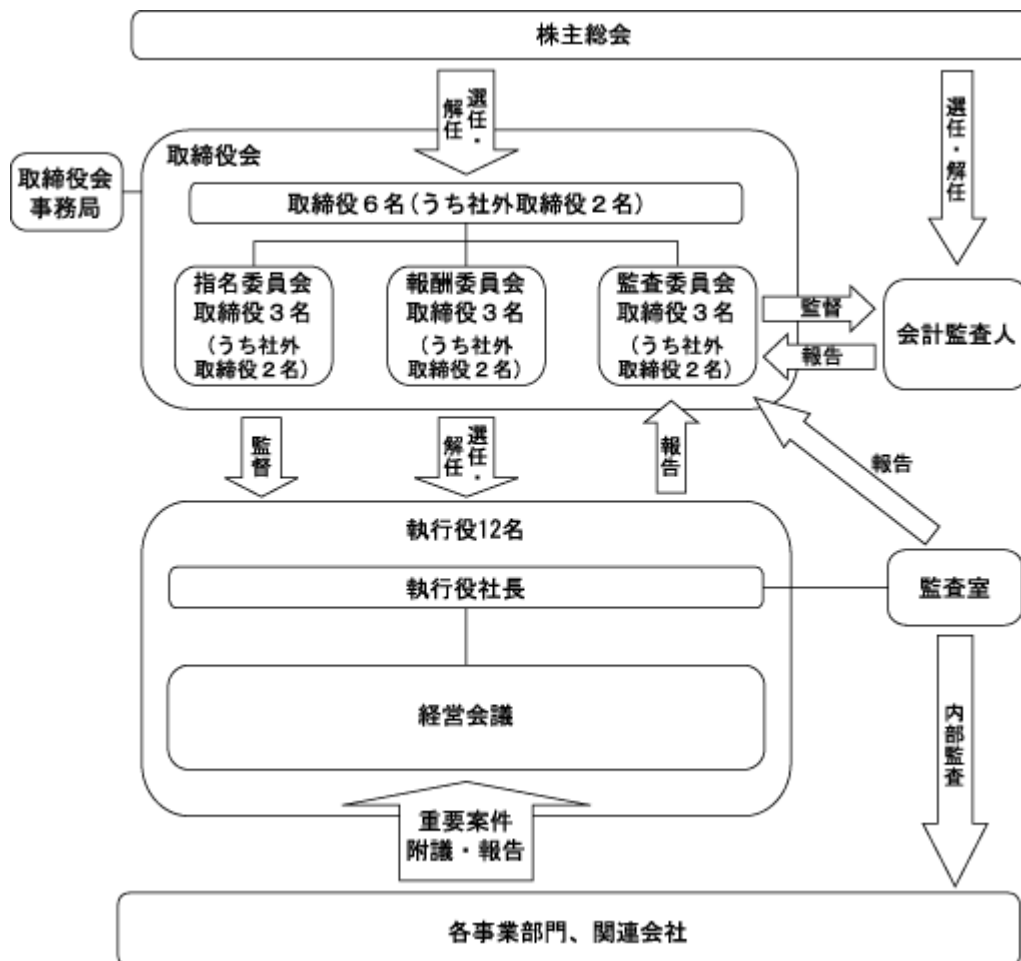 株主総会
選任・
解任
選任・解任
取締役会
取締役会
事務局
取締役６名(うち社外取締役２名)
指名委員会
取締役３名
(うち社外
取締役２名)
報酬委員会
取締役３名
(うち社外
取締役２名)
監査委員会
取締役３名
(うち社外
取締役２名)
監督
報告
会計監査人
監督
選任・
解任
報告
報告
執行役12名
執行役社長
監査室
経営会議
内部監査
重要案件
附議・報告
各事業部門、関連会社